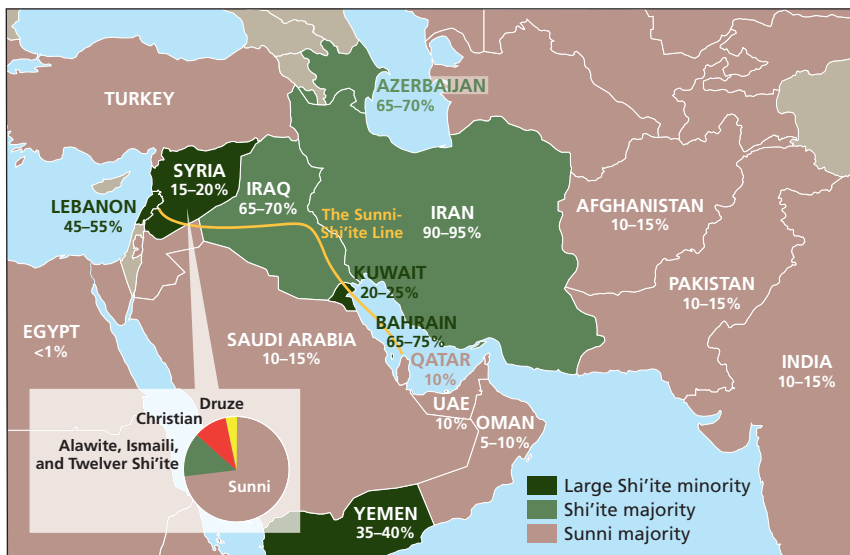 TURKEY
AZERBAIJAN
65–70%
SYRIA
15–20%
LEBANON
45–55%
IRAQ
65–70%
The Sunni-
Shi'ite Line
IRAN
90–95%
AFGHANISTAN
10–15%
KUWAIT
20–25%
PAKISTAN
10–15%
BAHRAIN
65–75%
EGYPT
<1%
SAUDI ARABIA
10–15%
QATAR
10%
INDIA
10–15%
UAE
10%
OMAN
5–10%
Druze
Christian
Alawite, Ismaili,
and Twelver Shi'ite
Sunni
YEMEN
35–40%
Large Shi'ite minority
Shi'ite majority
Sunni majority